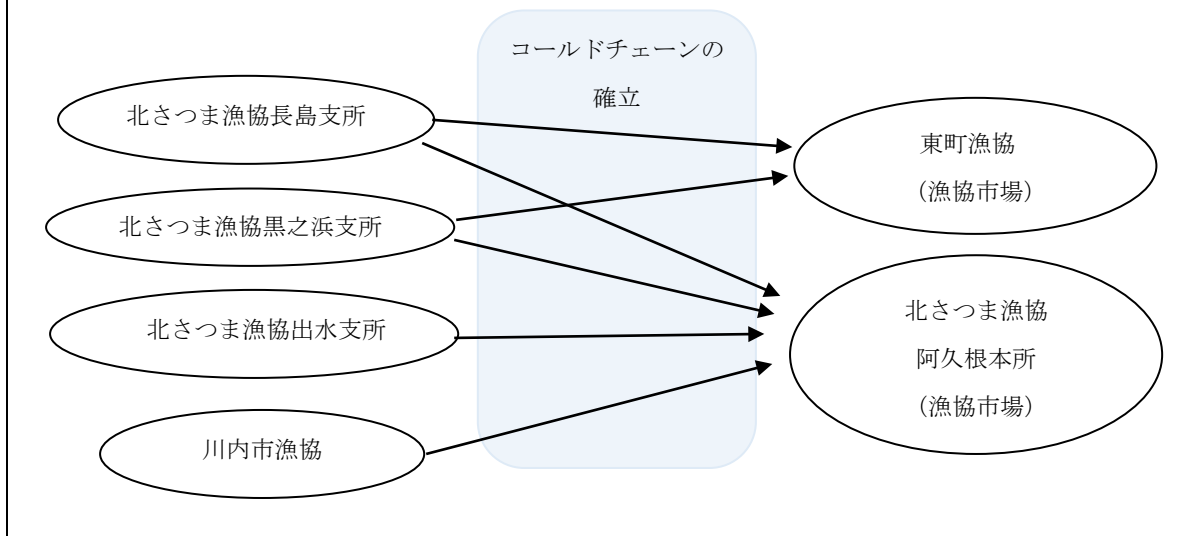 コールドチェーンの
確立
北さつま漁協長島支所
北さつま漁協黒之浜支所
北さつま漁協出水支所
川内市漁協
東町漁協
（漁協市場）
北さつま漁協
阿久根本所
（漁協市場）